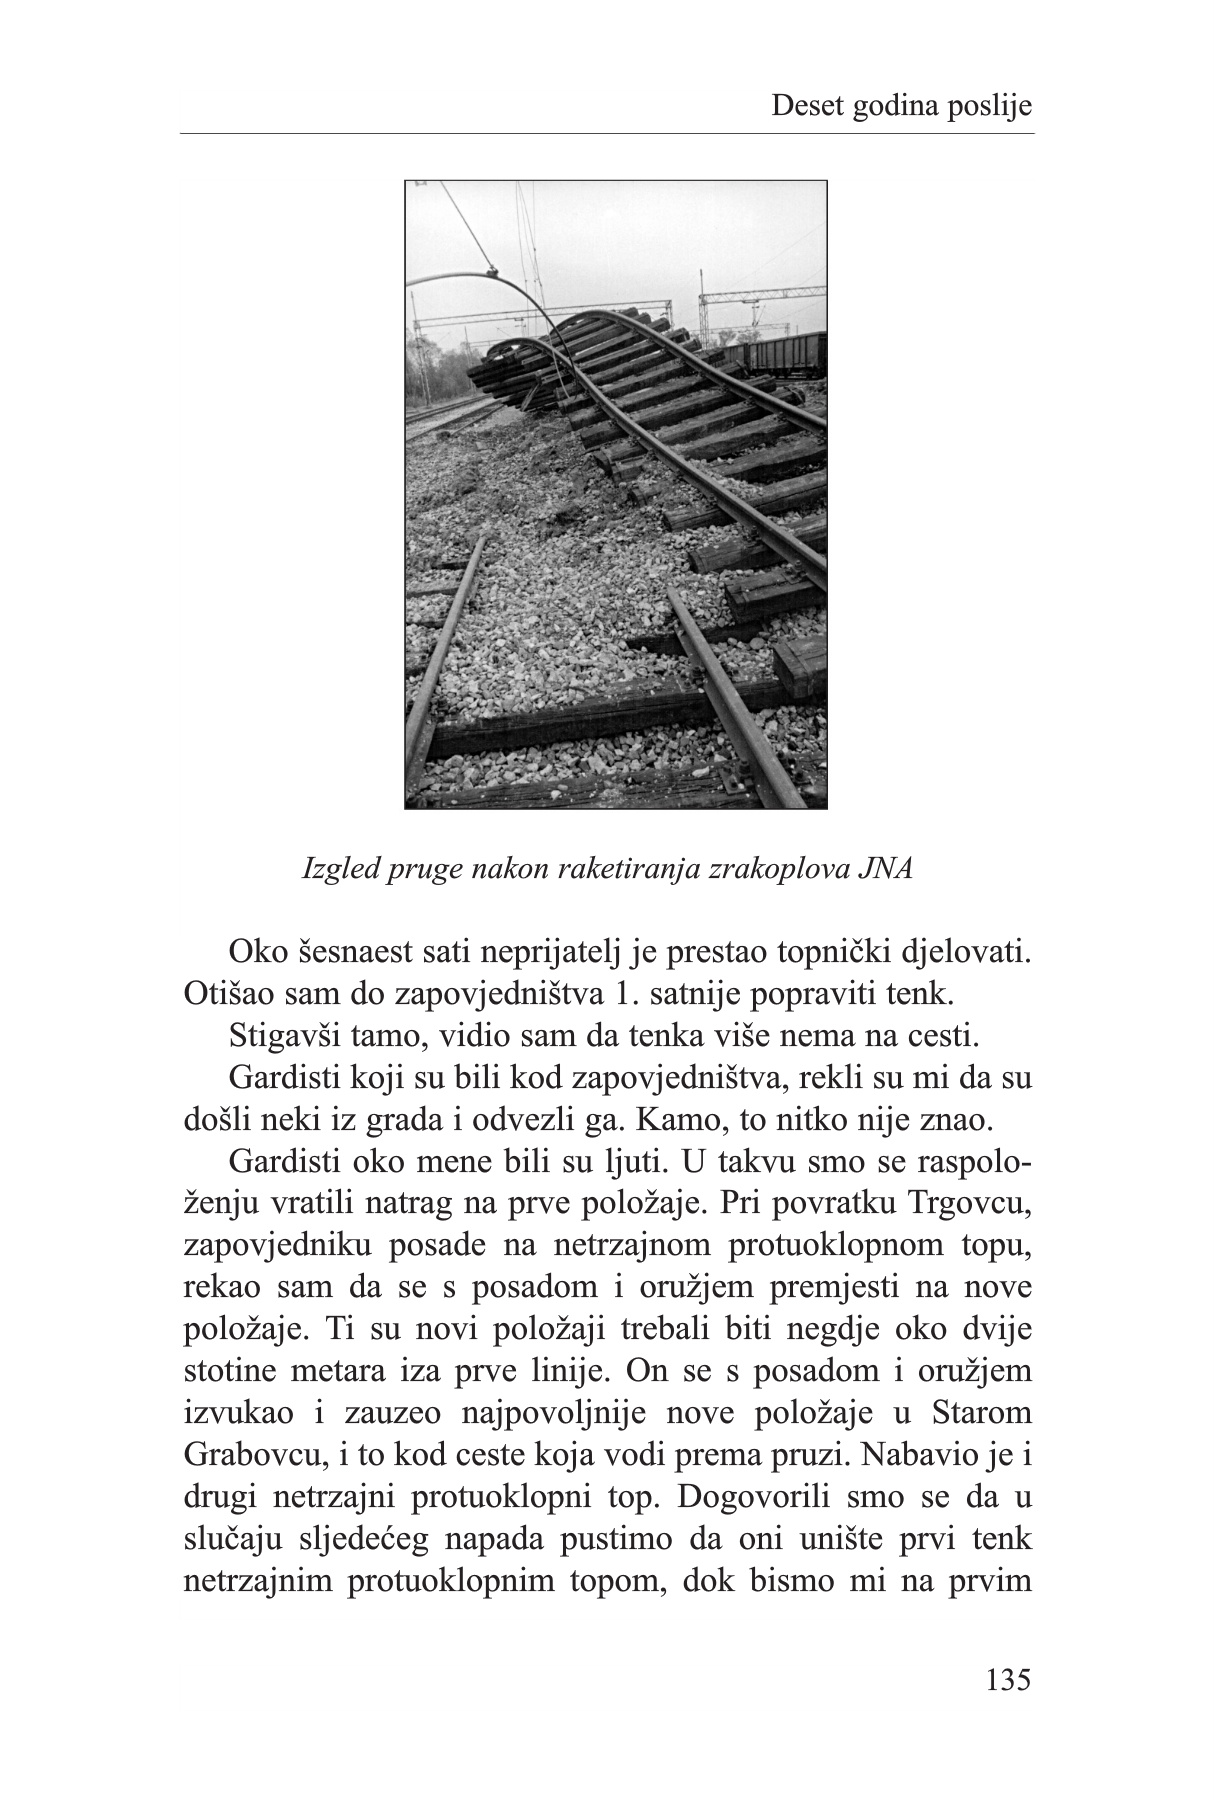 Deset godina poslije
Izgled pruge nakon raketiranja zrakoplova JNA
Oko šesnaest sati neprijatelj je prestao topnički djelovati.
Otišao sam do zapovjedništva 1. satnije popraviti tenk.
Stigavši tamo, vidio sam da tenka više nema na cesti.
Gardisti koji su bili kod zapovjedništva, rekli su mi da su
došli neki iz grada i odvezli ga. Kamo, to nitko nije znao.
Gardisti oko mene bili su ljuti. U takvu smo se raspolo-
ženju vratili natrag na prve položaje. Pri povratku Trgovcu,
zapovjedniku posade na netrzajnom protuoklopnom topu,
rekao sam da se s posadom i oružjem premjesti na nove
položaje. Ti su novi položaji trebali biti negdje oko dvije
stotine metara iza prve linije. On se s posadom i oružjem
izvukao i zauzeo najpovoljnije nove položaje u Starom
Grabovcu, i to kod ceste koja vodi prema pruzi. Nabavio je i
drugi netrzajni protuoklopni top. Dogovorili smo se da u
slučaju sljedećeg napada pustimo da oni unište prvi tenk
netrzajnim protuoklopnim topom, dok bismo mi na prvim
135